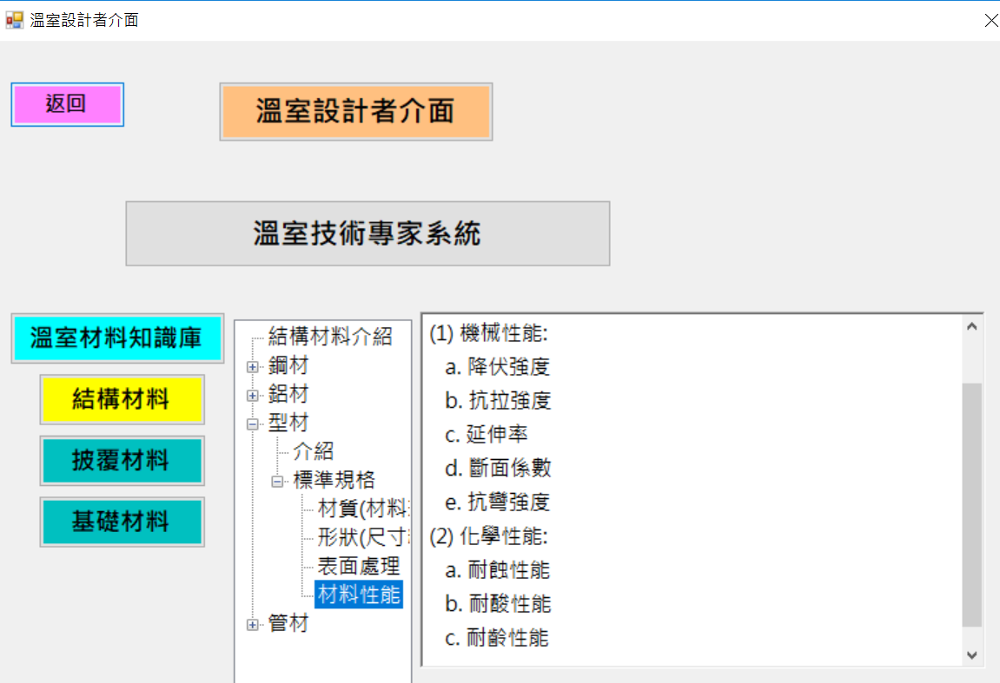 溫室設計者介面
返回
溫室設計者介面
溫室技術專家系統
溫室材料知識庫
結構材料
披覆材料
基礎材料
結構材料介紹
鋼材
鋁材
型材
介紹
標準規格
材質(材料
形狀(尺寸
表面處理
材料性能
管材
(1) 機械性能:
a. 降伏強度
b. 抗拉強度
c. 延伸率
d. 斷面係數
e. 抗彎強度
(2) 化學性能:
a. 耐蝕性能
b. 耐酸性能
c. 耐齡性能